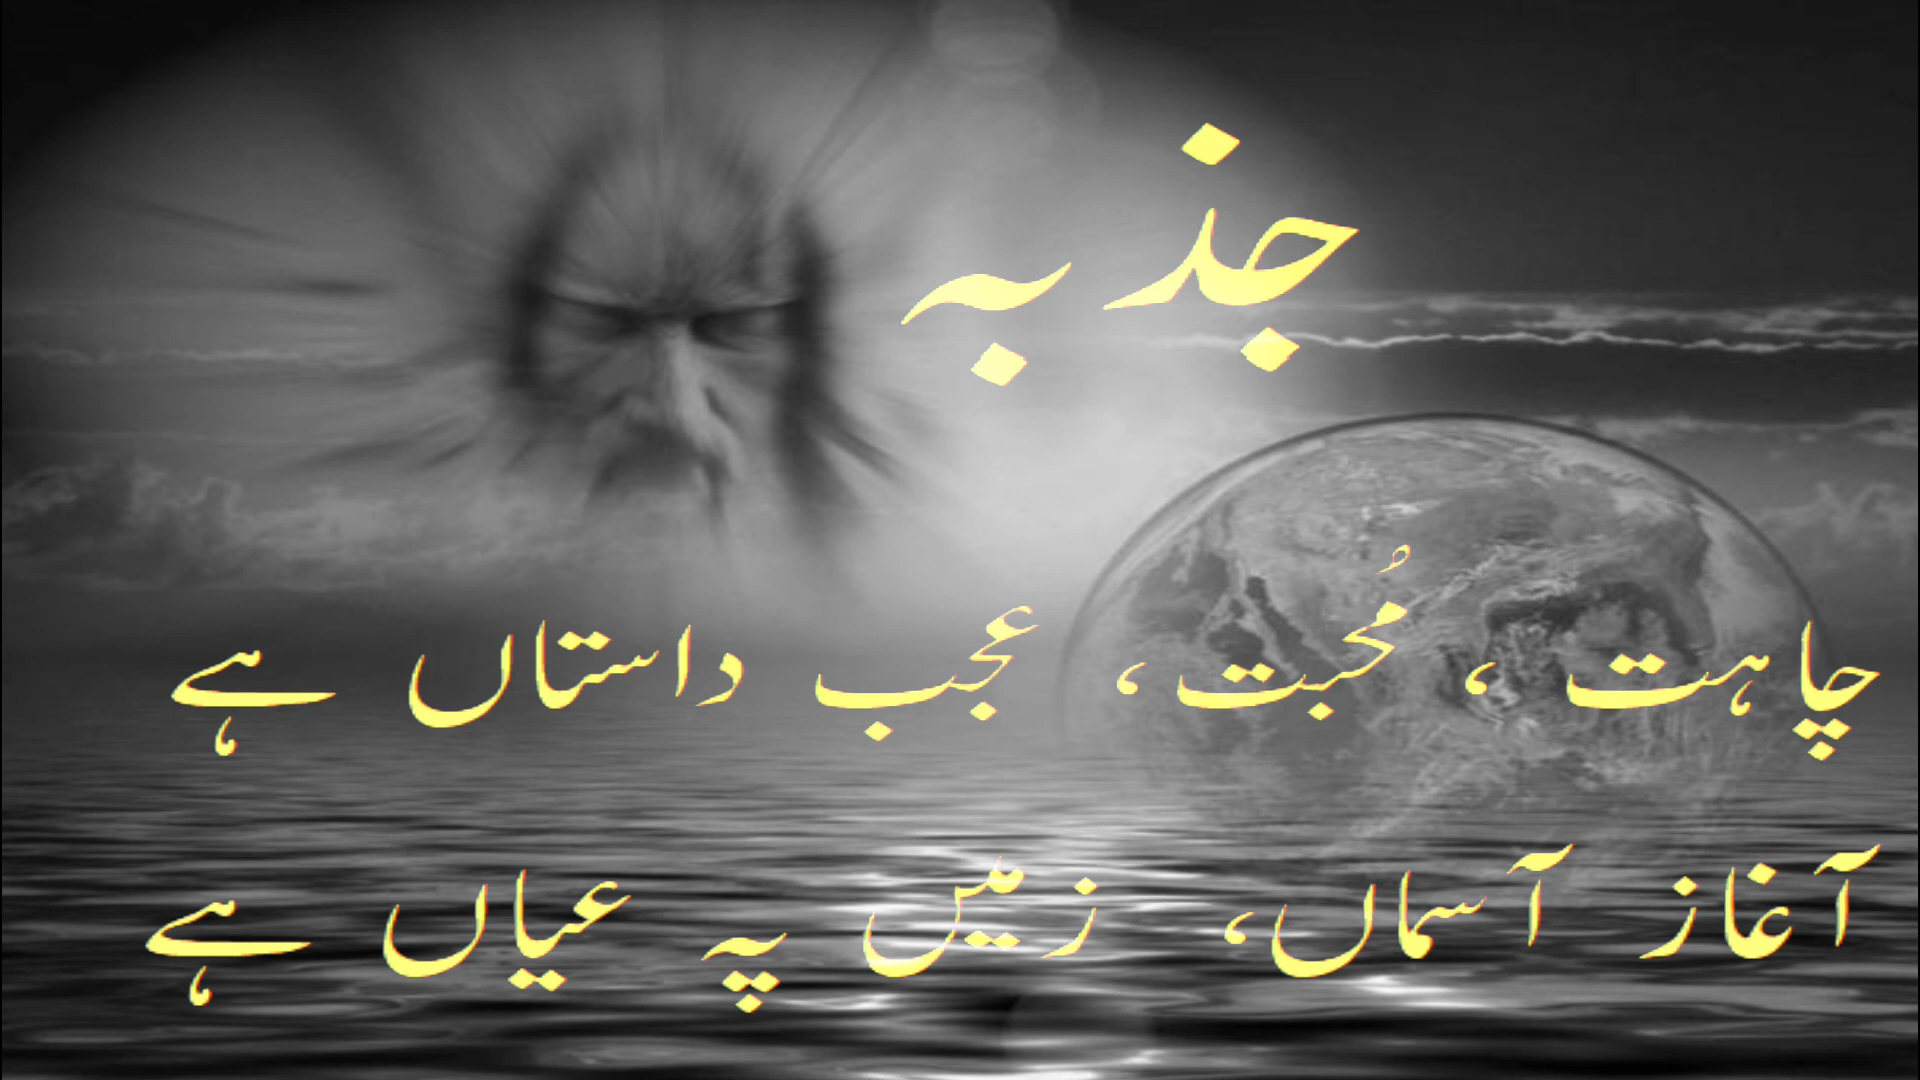 جذبہ
چاہت ، مُحبت، عجب داستاں ہے
آغاز آسماں، زمیں پہ عیاں ہے